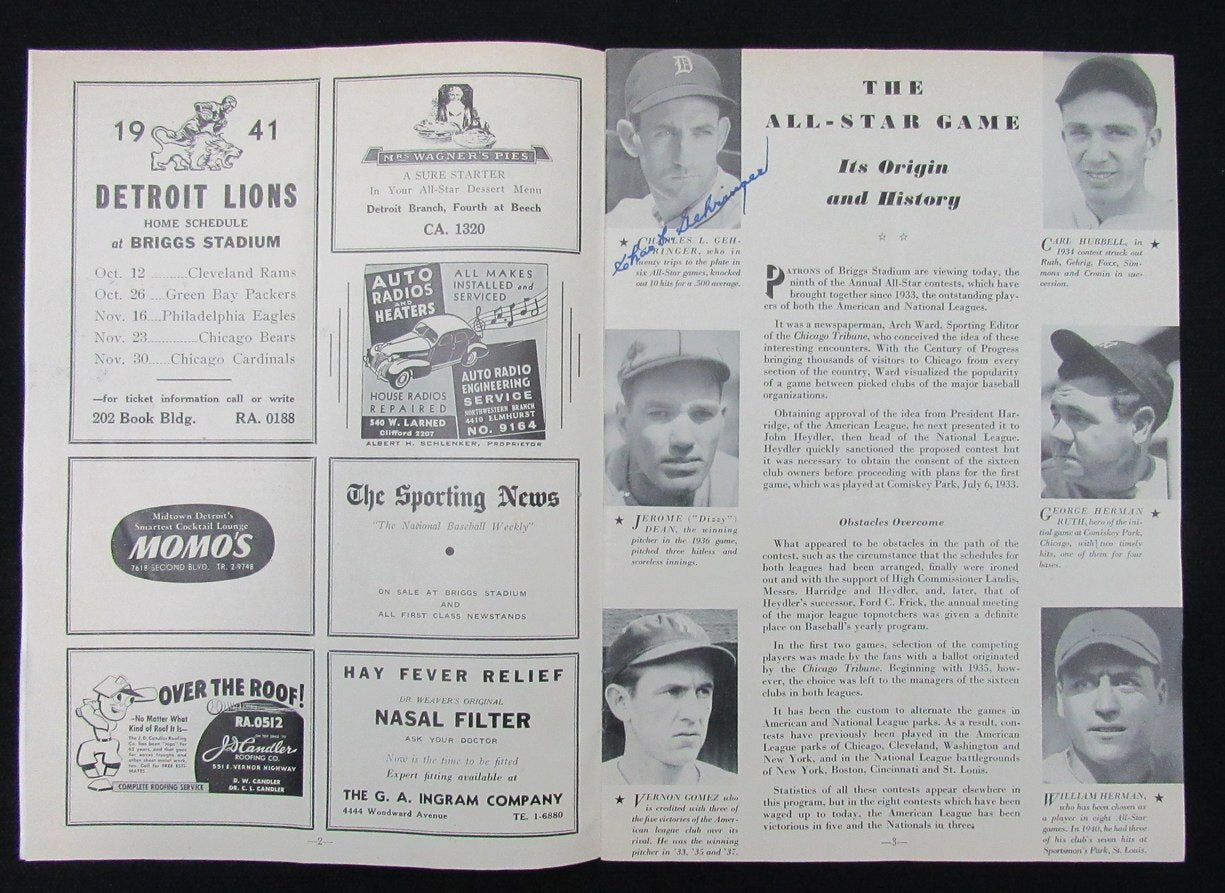 19 41
DETROIT LIONS
HOME SCHEDULE
at BRIGGS STADIUM
Oct. 12 ..........Cleveland Rams
Oct. 26 ....Green Bay Packers
Nov. 16....Philadelphia Eagles
Nov. 23............Chicago Bears
Nov. 30.....Chicago Cardinals
—for ticket information call or write
202 Book Bldg. RA. 0188
MRS WAGNER'S PIES
A SURE STARTER
In Your All-Star Dessert Menu
Detroit Branch, Fourth at Beech
CA. 1320
AUTO
RADIOS
AND
HEATERS
ALL MAKES
INSTALLED and
SERVICED
HOUSE RADIOS
REPAIRED
540 W. LARNED
Clifford 2207
AUTO RADIO
ENGINEERING
SERVICE
NORTHWESTERN BRANCH
4410 ELMHURST
NO. 9164
ALBERT H. SCHLENKER, PROPRIETOR
Midtown Detroit's
Smartest Cocktail Lounge
MOMO'S
7618 SECOND BLVD. TR. 2-9748
The Sporting News
"The National Baseball Weekly"
ON SALE AT BRIGGS STADIUM
AND
ALL FIRST CLASS NEWSTANDS
OVER THE ROOF!
—No Matter What
Kind of Roof It Is—
The J. D. Candler Roofing
Co. has been "tops" for
COMPLETE ROOFING SERVICE
RA.0512
J.D. Candler
ROOFING CO.
551 E. VERNOR HIGHWAY
D. W. CANDLER
DR. C. L. CANDLER
HAY FEVER RELIEF
DR. WEAVER'S ORIGINAL
NASAL FILTER
ASK YOUR DOCTOR
Now is the time to be fitted
Expert fitting available at
THE G. A. INGRAM COMPANY
4444 Woodward Avenue TE. 1-6880
—2—
D
Chas. L. Gehringer
CHARLES L. GEH-
RINGER, who in
twenty trips to the plate in
six All-Star games, knocked
out 10 hits for a .500 average.
JEROME ("Dizzy")
DEAN, the winning
pitcher in the 1936 game,
pitched three hitless and
scoreless innings.
VERNON GOMEZ who
is credited with three of
the five victories of the Amer-
ican league club over its
rival. He was the winning
pitcher in '33, '35 and '37.
THE
ALL-STAR GAME
Its Origin
and History
PATRONS of Briggs Stadium are viewing today, the
ninth of the Annual All-Star contests, which have
brought together since 1933, the outstanding play-
ers of both the American and National Leagues.
It was a newspaperman, Arch Ward, Sporting Editor
of the Chicago Tribune, who conceived the idea of these
interesting encounters. With the Century of Progress
bringing thousands of visitors to Chicago from every
section of the country, Ward visualized the popularity
of a game between picked clubs of the major baseball
organizations.
Obtaining approval of the idea from President Har-
ridge, of the American League, he next presented it to
John Heydler, then head of the National League.
Heydler quickly sanctioned the proposed contest but
it was necessary to obtain the consent of the sixteen
club owners before proceeding with plans for the first
game, which was played at Comiskey Park, July 6, 1933.
Obstacles Overcome
What appeared to be obstacles in the path of the
contest, such as the circumstance that the schedules for
both leagues had been arranged, finally were ironed
out and with the support of High Commissioner Landis,
Messrs. Harridge and Heydler, and, later, that of
Heydler's successor, Ford C. Frick, the annual meeting
of the major league topnotchers was given a definite
place on Baseball's yearly program.
In the first two games, selection of the competing
players was made by the fans with a ballot originated
by the Chicago Tribune. Beginning with 1935, how-
ever, the choice was left to the managers of the sixteen
clubs in both leagues.
It has been the custom to alternate the games in
American and National League parks. As a result, con-
tests have previously been played in the American
League parks of Chicago, Cleveland, Washington and
New York, and in the National League battlegrounds
of New York, Boston, Cincinnati and St. Louis.
Statistics of all these contests appear elsewhere in
this program, but in the eight contests which have been
waged up to today, the American League has been
victorious in five and the Nationals in three.
—3—
CARL HUBBELL, in
1934 contest struck out
Ruth, Gehrig, Foxx, Sim-
mons and Cronin in suc-
cession.
GEORGE HERMAN
RUTH, hero of the ini-
tial game at Comiskey Park,
Chicago, with two timely
hits, one of them for four
bases.
WILLIAM HERMAN,
who has been chosen as
a player in eight All-Star
games. In 1940, he had three
of his club's seven hits at
Sportsman's Park, St. Louis.